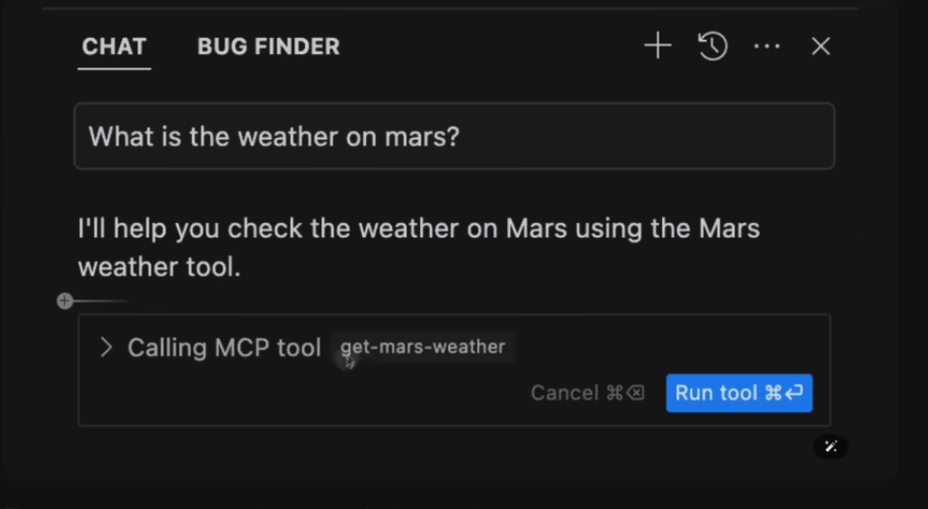 CHAT BUG FINDER
What is the weather on mars?
I'll help you check the weather on Mars using the Mars
weather tool.
Calling MCP tool get-mars-weather
Cancel ⌘⌫ Run tool ⌘⏎